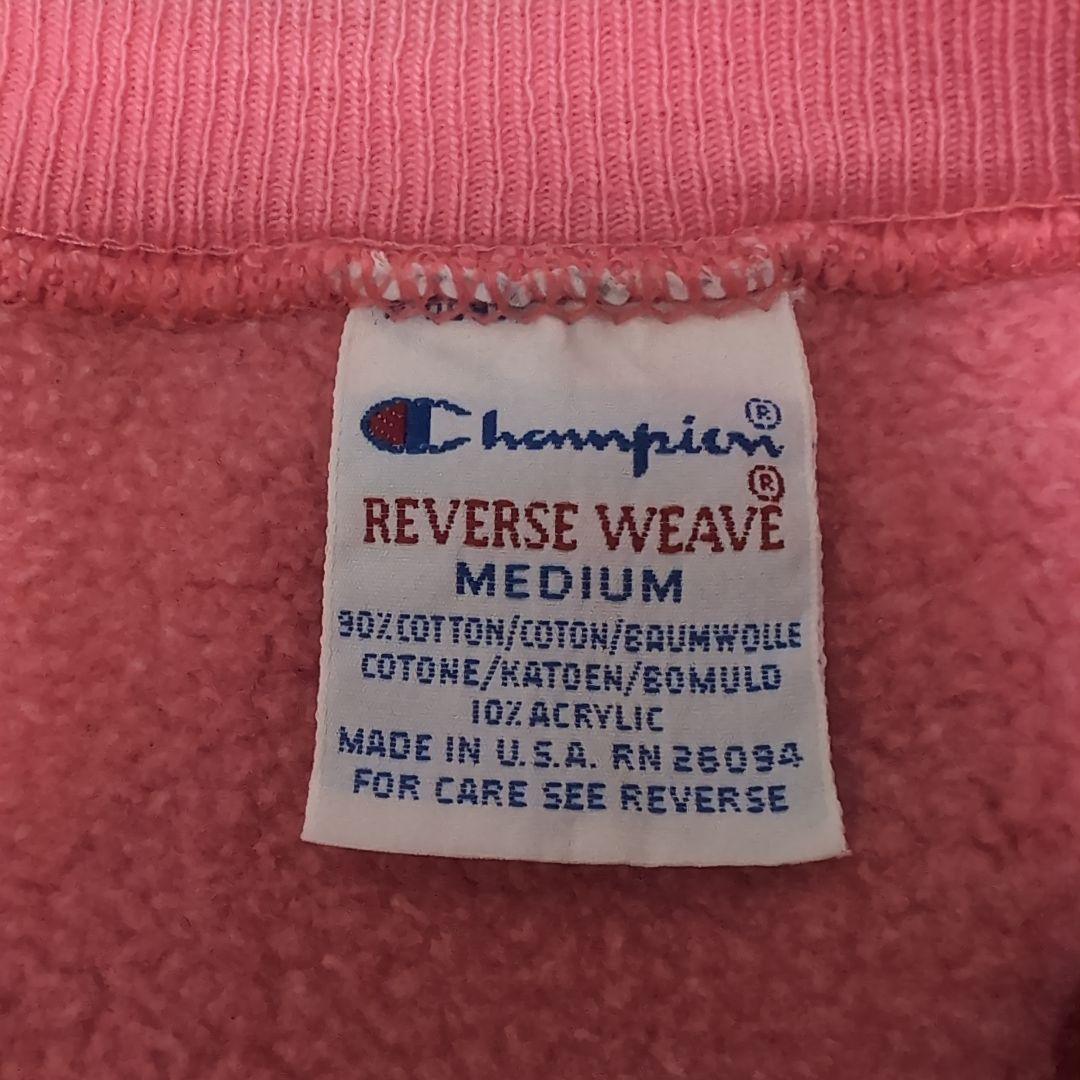 Champion®
REVERSE WEAVE®
MEDIUM
90% COTTON/COTON/BAUMWOLLE
COTONE/KATOEN/BOMULD
10% ACRYLIC
MADE IN U.S.A. RN 26094
FOR CARE SEE REVERSE